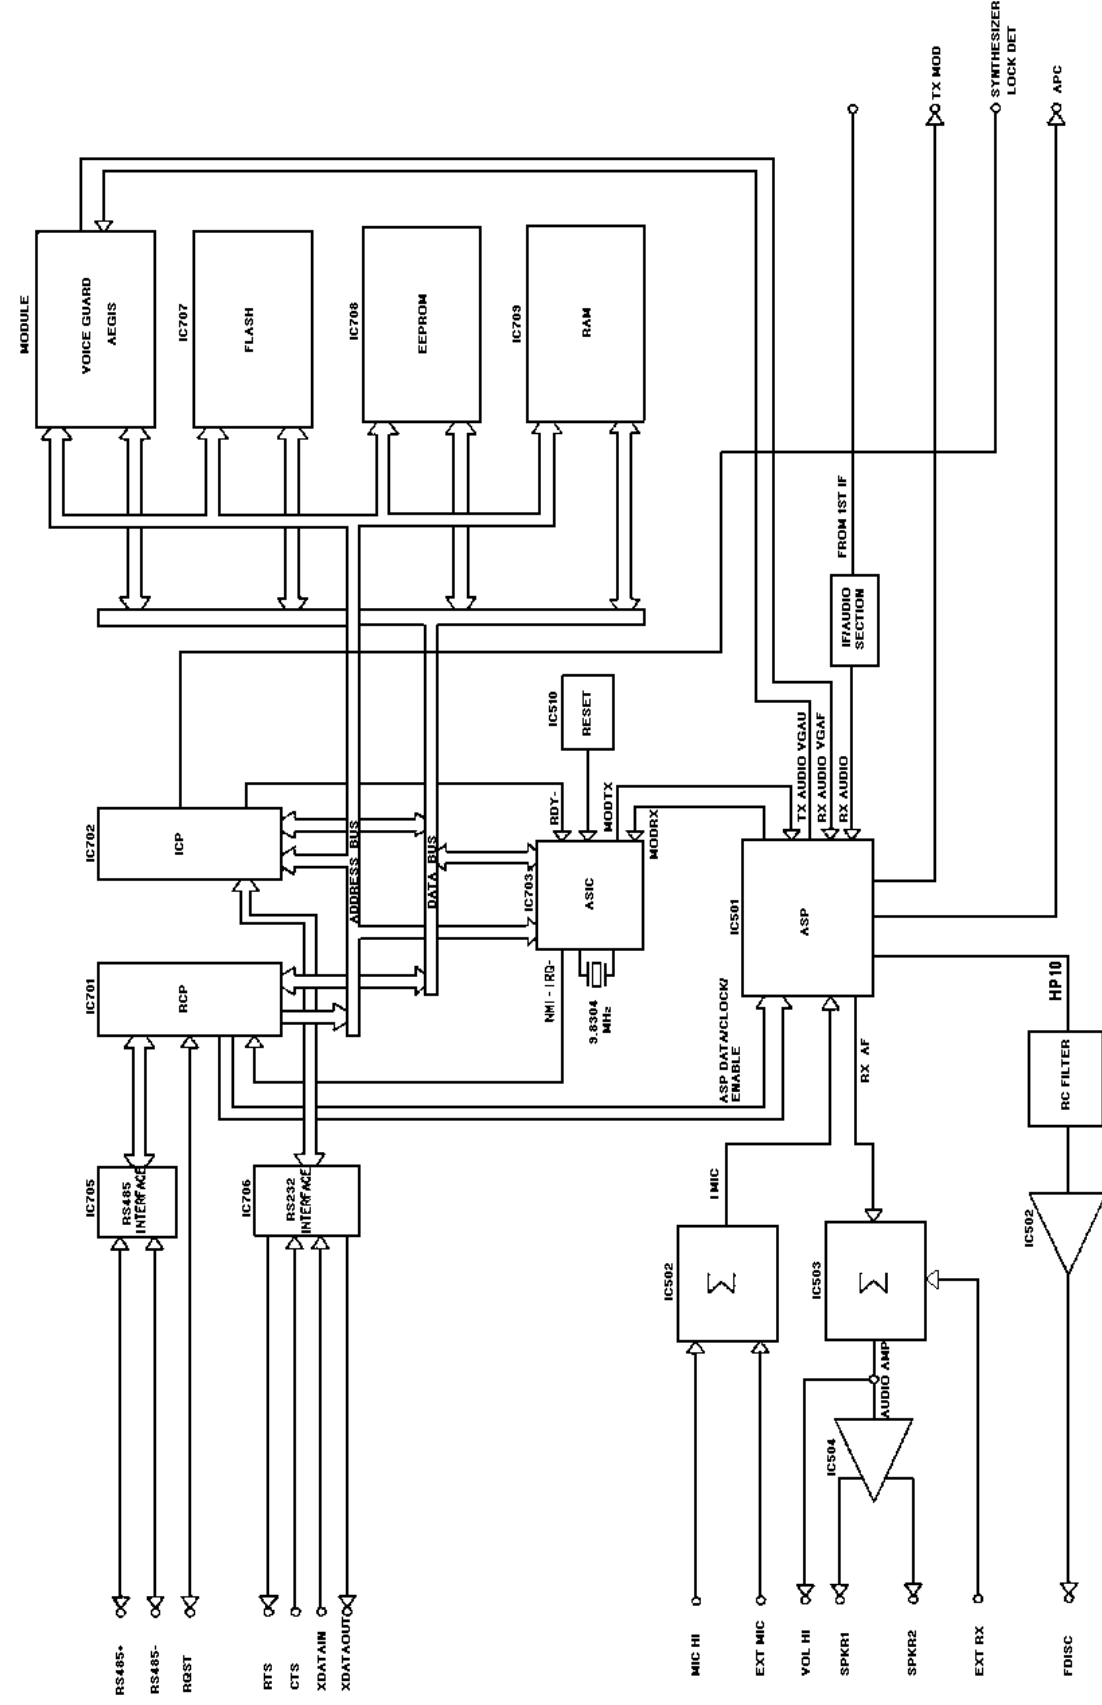 RS485+
RS485-
RQST
RTS
CTS
XDATAIN
XDATAOUT
MIC HI
EXT MIC
VOL HI
SPKR1
SPKR2
EXT RX
FDISC
IC705
RS485
INTERFACE
IC706
RS232
INTERFACE
IC701
RCP
IC702
ICP
ADDRESS BUS
DATA BUS
MODULE
VOICE GUARD
AEGIS
IC707
FLASH
IC708
EEPROM
IC709
RAM
IC510
RESET
RDY-
MODTX
MODRX
IC703
ASIC
NMI-IRQ-
9.8304
MHz
ASP DATA/CLOCK/
ENABLE
IC501
ASP
TX AUDIO VGAU
RX AUDIO VGAF
RX AUDIO
IF/AUDIO
SECTION
FROM 1ST IF
TX MOD
SYNTHESIZER
LOCK DET
APC
I MIC
IC502
Σ
RX AF
IC503
Σ
AUDIO AMP
IC504
HP10
RC FILTER
IC502